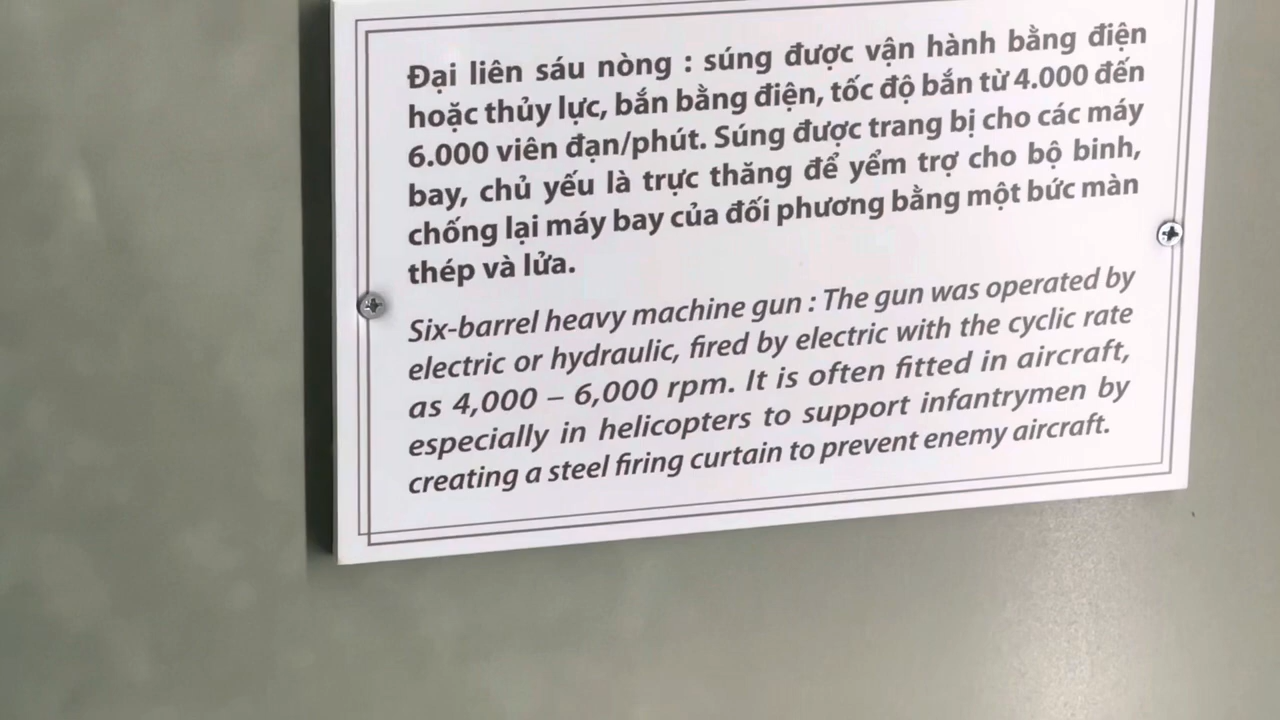 Đại liên sáu nòng : súng được vận hành bằng điện
hoặc thủy lực, bắn bằng điện, tốc độ bắn từ 4.000 đến
6.000 viên đạn/phút. Súng được trang bị cho các máy
bay, chủ yếu là trực thăng để yểm trợ cho bộ binh,
chống lại máy bay của đối phương bằng một bức màn
thép và lửa.
Six-barrel heavy machine gun : The gun was operated by
electric or hydraulic, fired by electric with the cyclic rate
as 4,000 – 6,000 rpm. It is often fitted in aircraft,
especially in helicopters to support infantrymen by
creating a steel firing curtain to prevent enemy aircraft.